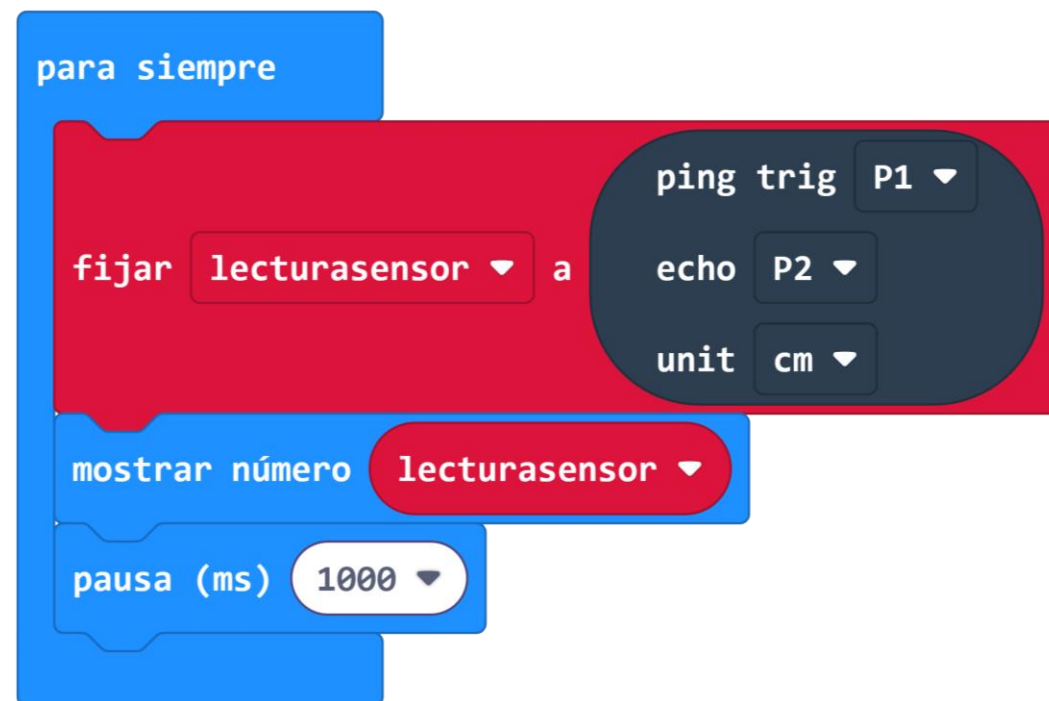 para siempre
ping trig P1
fijar lecturasensor a echo P2
unit cm
mostrar número lecturasensor
pausa (ms) 1000